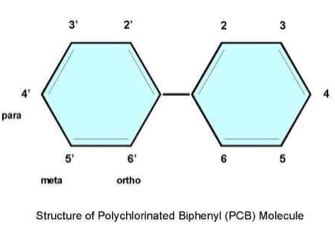 3' 2' 2 3
4' 4
para
5' 6' 6 5
meta ortho
Structure of Polychlorinated Biphenyl (PCB) Molecule